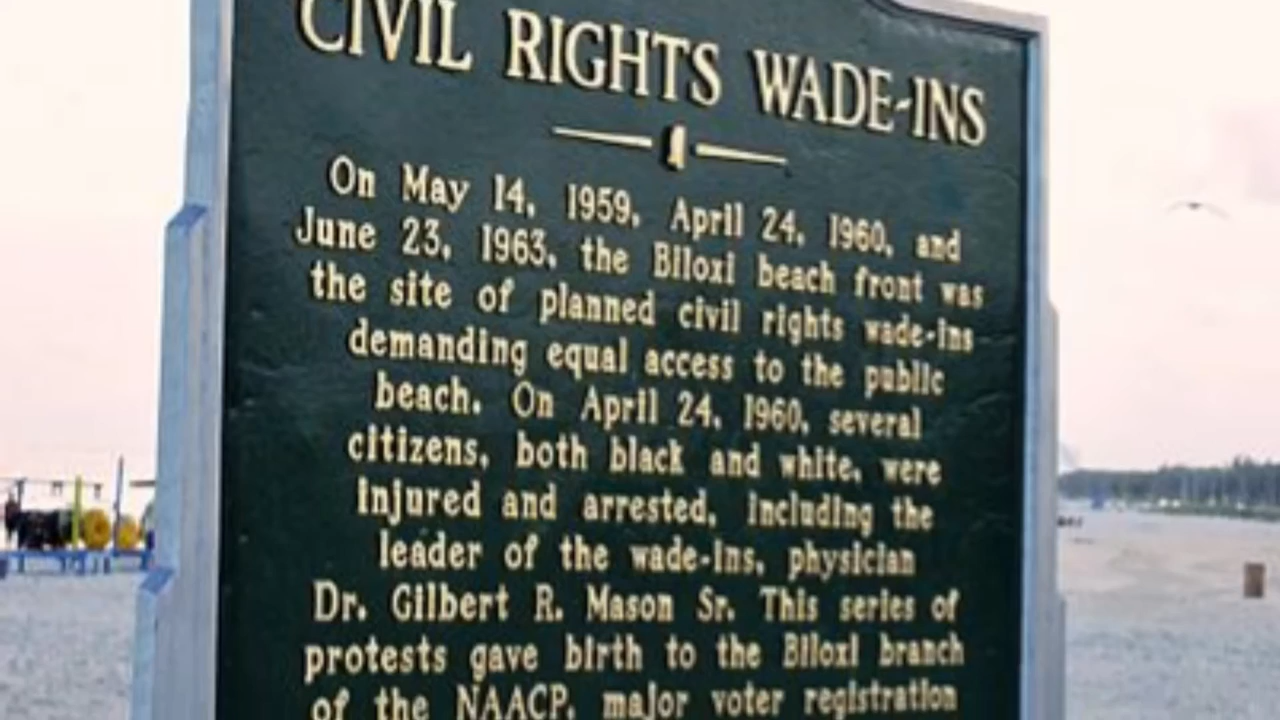 CIVIL RIGHTS WADE-INS
On May 14, 1959, April 24, 1960, and
June 23, 1963, the Biloxi beach front was
the site of planned civil rights wade-ins
demanding equal access to the public
beach. On April 24, 1960, several
citizens, both black and white, were
injured and arrested, including the
leader of the wade-ins, physician
Dr. Gilbert R. Mason Sr. This series of
protests gave birth to the Biloxi branch
of the NAACP, major voter registration